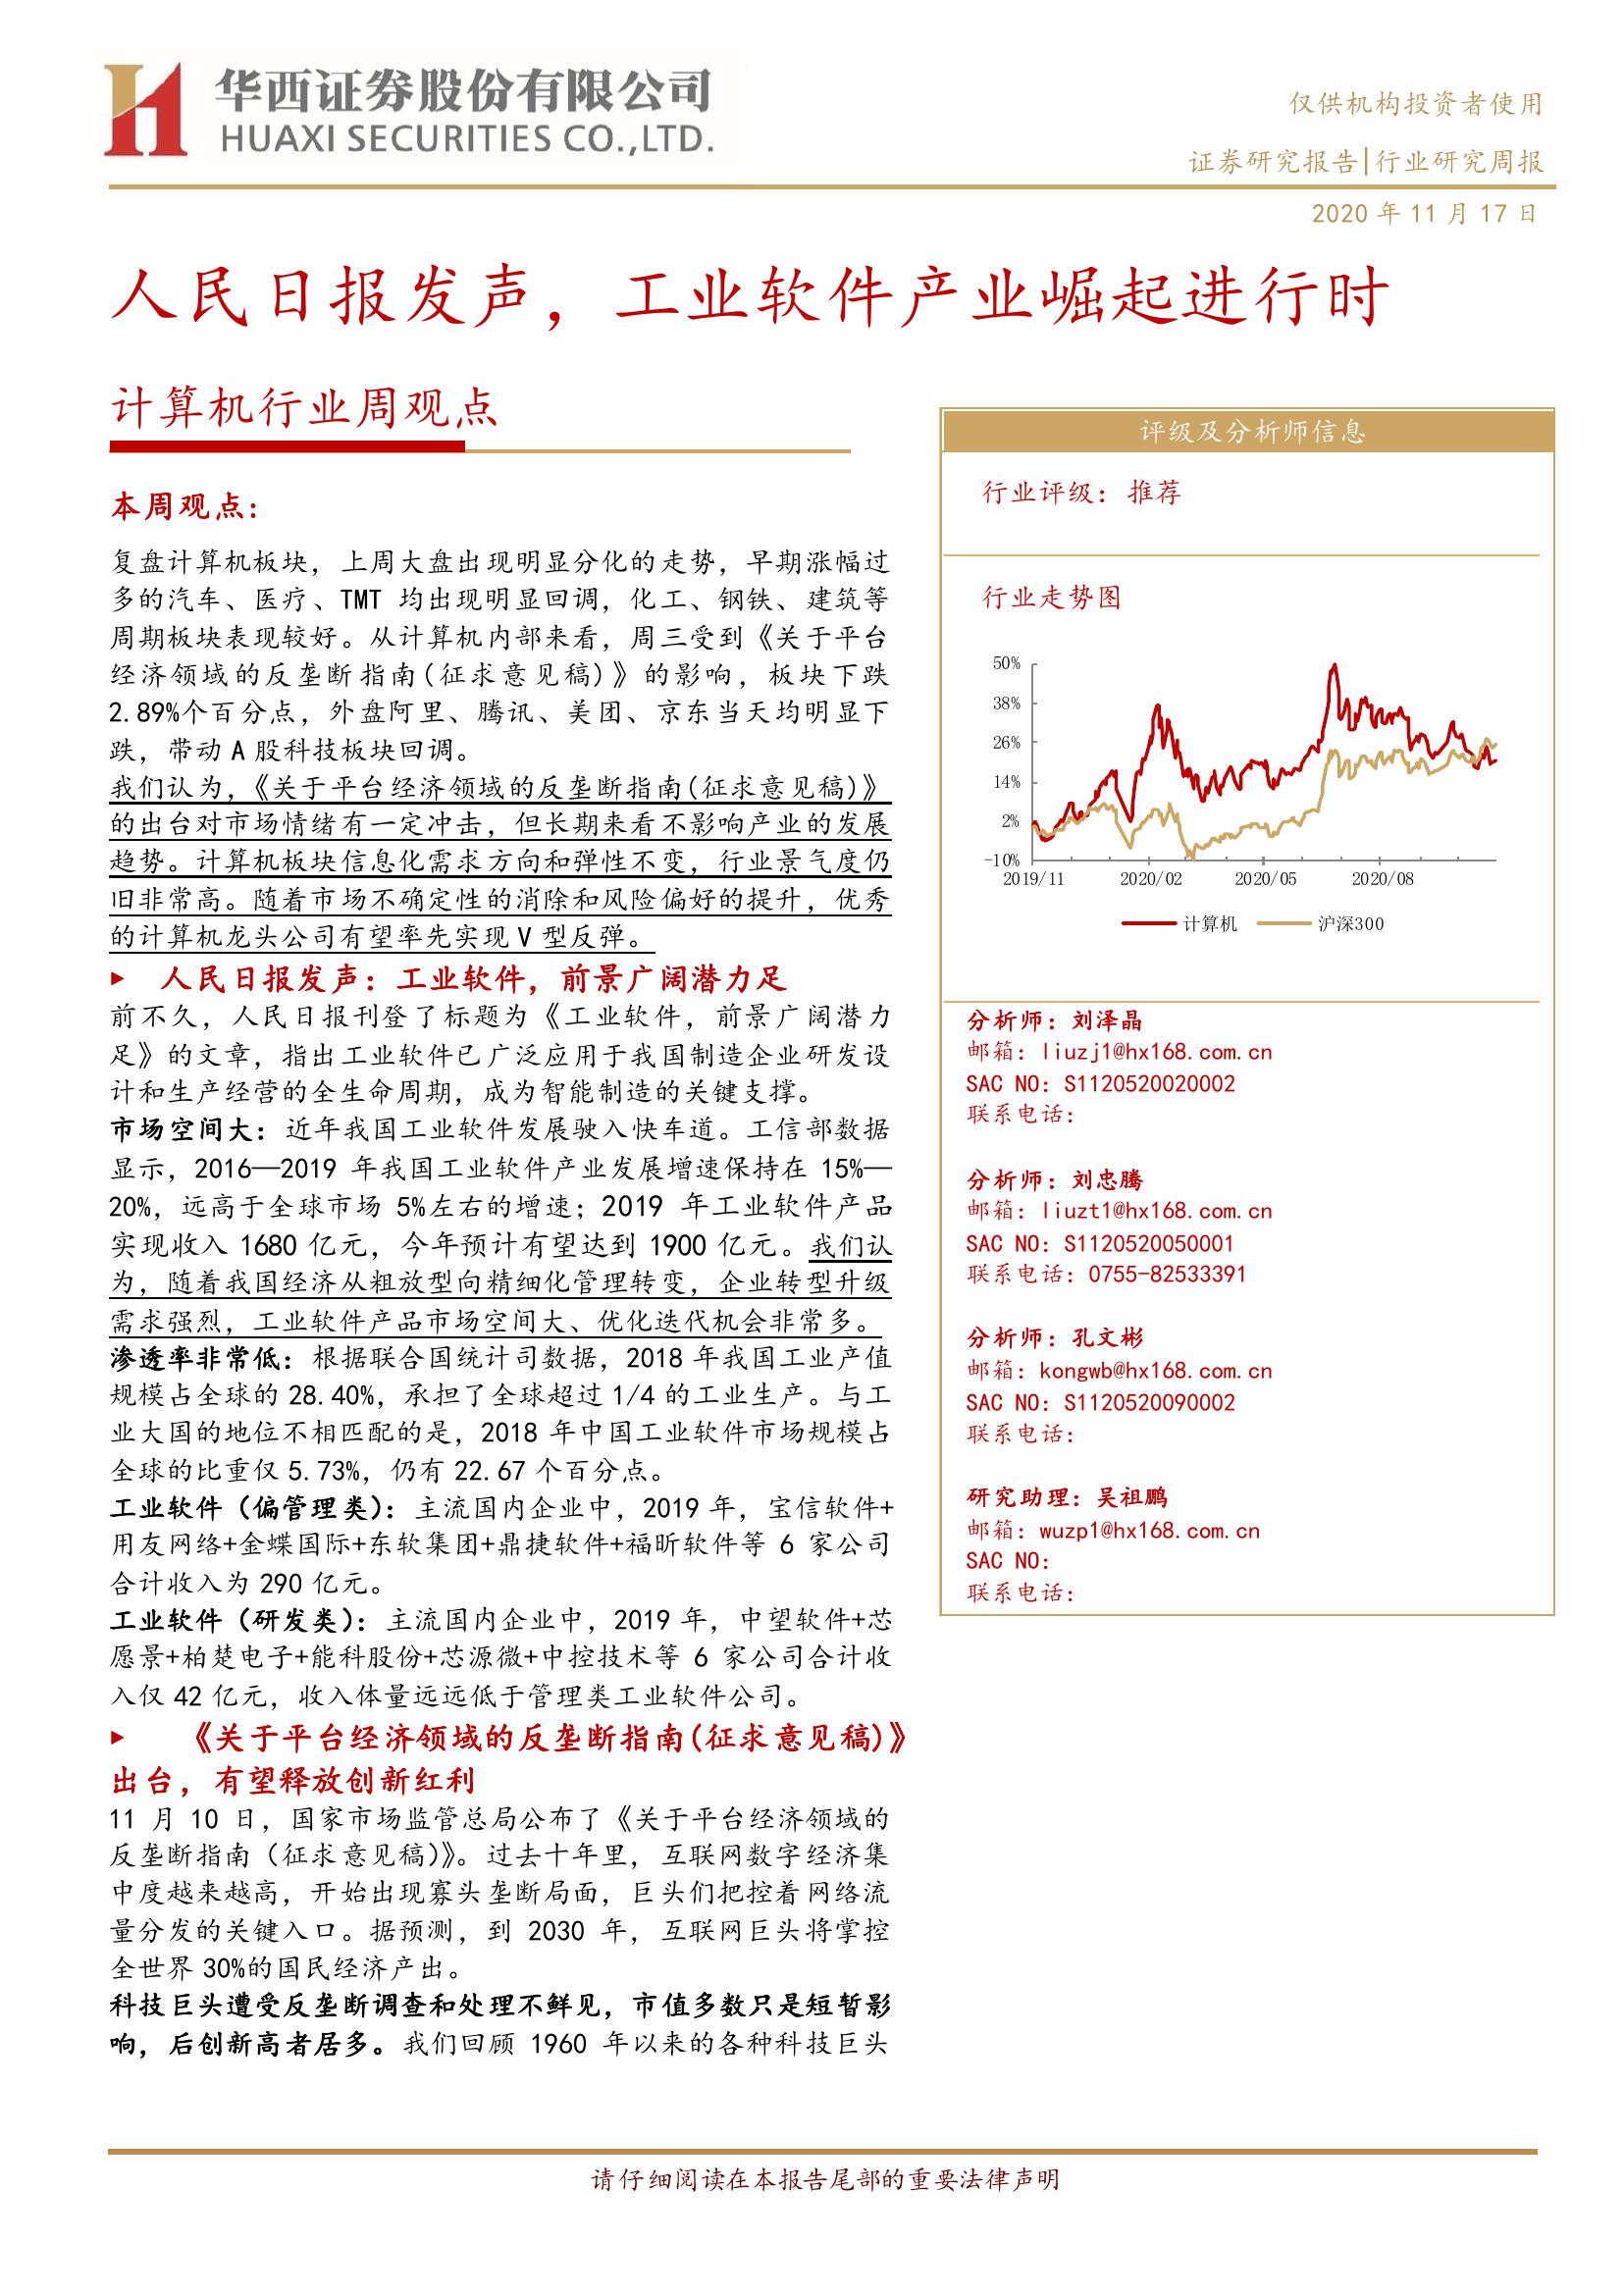 华西证券股份有限公司
HUAXI SECURITIES CO.,LTD.
仅供机构投资者使用
证券研究报告|行业研究周报
2020 年 11 月 17 日
人民日报发声，工业软件产业崛起进行时
计算机行业周观点
本周观点：
复盘计算机板块，上周大盘出现明显分化的走势，早期涨幅过
多的汽车、医疗、TMT 均出现明显回调，化工、钢铁、建筑等
周期板块表现较好。从计算机内部来看，周三受到《关于平台
经济领域的反垄断指南(征求意见稿)》的影响，板块下跌
2.89%个百分点，外盘阿里、腾讯、美团、京东当天均明显下
跌，带动 A 股科技板块回调。
我们认为，《关于平台经济领域的反垄断指南(征求意见稿)》
的出台对市场情绪有一定冲击，但长期来看不影响产业的发展
趋势。计算机板块信息化需求方向和弹性不变，行业景气度仍
旧非常高。随着市场不确定性的消除和风险偏好的提升，优秀
的计算机龙头公司有望率先实现 V 型反弹。
▶ 人民日报发声：工业软件，前景广阔潜力足
前不久，人民日报刊登了标题为《工业软件，前景广阔潜力
足》的文章，指出工业软件已广泛应用于我国制造企业研发设
计和生产经营的全生命周期，成为智能制造的关键支撑。
市场空间大：近年我国工业软件发展驶入快车道。工信部数据
显示，2016—2019 年我国工业软件产业发展增速保持在 15%—
20%，远高于全球市场 5%左右的增速；2019 年工业软件产品
实现收入 1680 亿元，今年预计有望达到 1900 亿元。我们认
为，随着我国经济从粗放型向精细化管理转变，企业转型升级
需求强烈，工业软件产品市场空间大、优化迭代机会非常多。
渗透率非常低：根据联合国统计司数据，2018 年我国工业产值
规模占全球的 28.40%，承担了全球超过 1/4 的工业生产。与工
业大国的地位不相匹配的是，2018 年中国工业软件市场规模占
全球的比重仅 5.73%，仍有 22.67 个百分点。
工业软件（偏管理类）：主流国内企业中，2019 年，宝信软件+
用友网络+金蝶国际+东软集团+鼎捷软件+福昕软件等 6 家公司
合计收入为 290 亿元。
工业软件（研发类）：主流国内企业中，2019 年，中望软件+芯
愿景+柏楚电子+能科股份+芯源微+中控技术等 6 家公司合计收
入仅 42 亿元，收入体量远远低于管理类工业软件公司。
▶ 《关于平台经济领域的反垄断指南(征求意见稿)》
出台，有望释放创新红利
11 月 10 日，国家市场监管总局公布了《关于平台经济领域的
反垄断指南（征求意见稿）》。过去十年里，互联网数字经济集
中度越来越高，开始出现寡头垄断局面，巨头们把控着网络流
量分发的关键入口。据预测，到 2030 年，互联网巨头将掌控
全世界 30%的国民经济产出。
科技巨头遭受反垄断调查和处理不鲜见，市值多数只是短暂影
响，后创新高者居多。我们回顾 1960 年以来的各种科技巨头
评级及分析师信息
行业评级：推荐
行业走势图
50%
38%
26%
14%
2%
-10%
2019/11 2020/02 2020/05 2020/08
计算机 沪深300
分析师：刘泽晶
邮箱：liuzj1@hx168.com.cn
SAC NO：S1120520020002
联系电话：
分析师：刘忠腾
邮箱：liuzt1@hx168.com.cn
SAC NO：S1120520050001
联系电话：0755-82533391
分析师：孔文彬
邮箱：kongwb@hx168.com.cn
SAC NO：S1120520090002
联系电话：
研究助理：吴祖鹏
邮箱：wuzp1@hx168.com.cn
SAC NO：
联系电话：
请仔细阅读在本报告尾部的重要法律声明